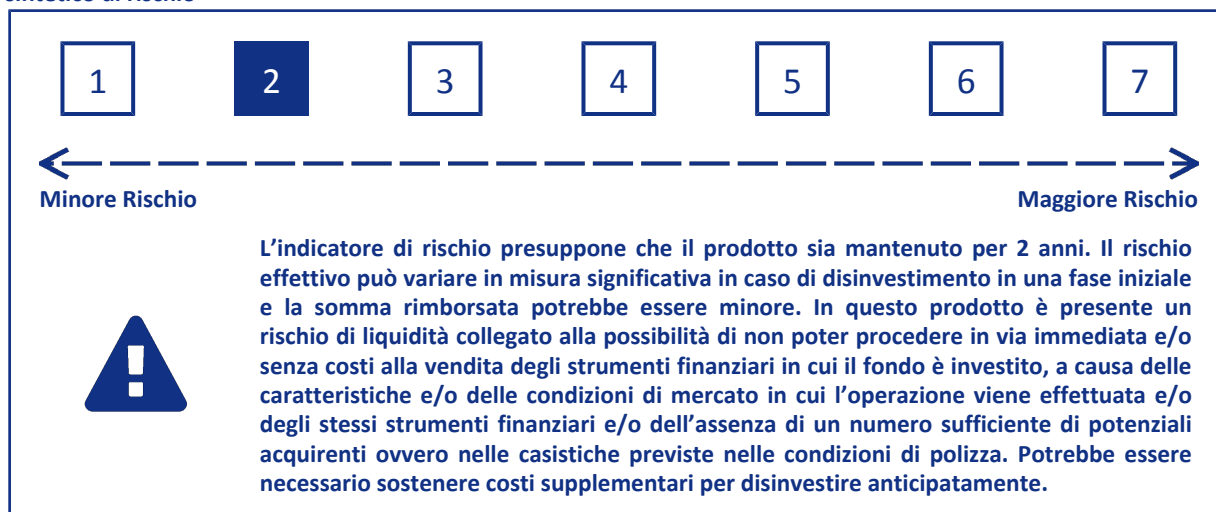 sintetico di rischio
1 2 3 4 5 6 7
Minore Rischio Maggiore Rischio
L'indicatore di rischio presuppone che il prodotto sia mantenuto per 2 anni. Il rischio
effettivo può variare in misura significativa in caso di disinvestimento in una fase iniziale
e la somma rimborsata potrebbe essere minore. In questo prodotto è presente un
rischio di liquidità collegato alla possibilità di non poter procedere in via immediata e/o
senza costi alla vendita degli strumenti finanziari in cui il fondo è investito, a causa delle
caratteristiche e/o delle condizioni di mercato in cui l'operazione viene effettuata e/o
degli stessi strumenti finanziari e/o dell'assenza di un numero sufficiente di potenziali
acquirenti ovvero nelle casistiche previste nelle condizioni di polizza. Potrebbe essere
necessario sostenere costi supplementari per disinvestire anticipatamente.